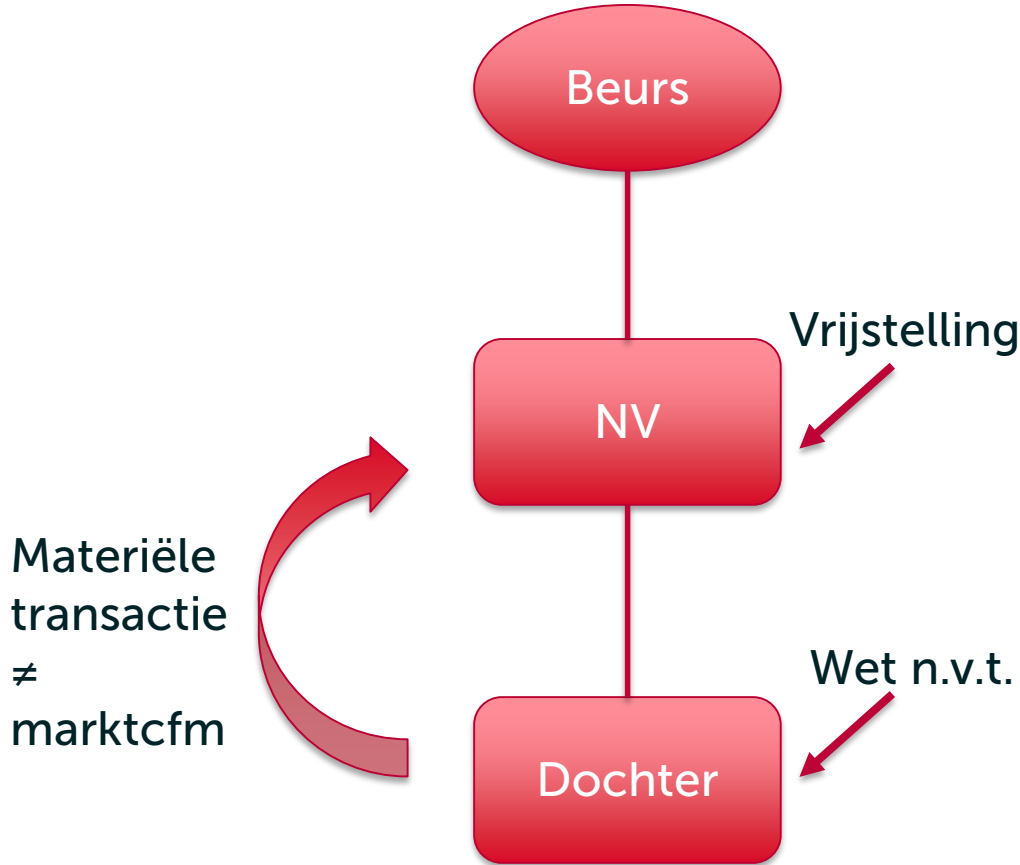 Beurs
Vrijstelling
NV
Materiële
transactie
≠
marktcfm
Wet n.v.t.
Dochter